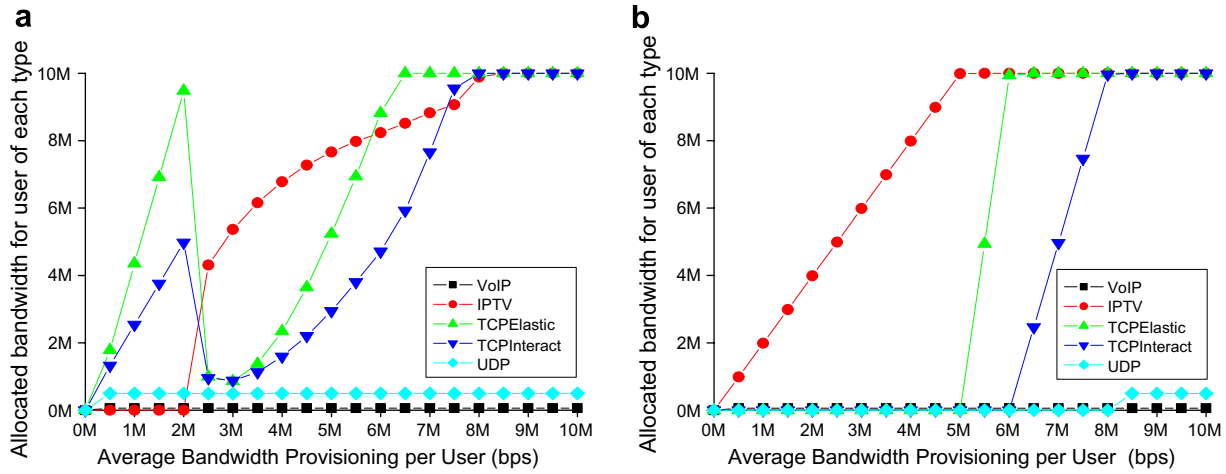 a
Allocated bandwidth for user of each type
10M
8M
6M
4M
2M
0M
0M 1M 2M 3M 4M 5M 6M 7M 8M 9M 10M
Average Bandwidth Provisioning per User (bps)
VoIP
IPTV
TCPElastic
TCPInteract
UDP
b
Allocated bandwidth for user of each type
10M
8M
6M
4M
2M
0M
0M 1M 2M 3M 4M 5M 6M 7M 8M 9M 10M
Average Bandwidth Provisioning per User (bps)
VoIP
IPTV
TCPElastic
TCPInteract
UDP